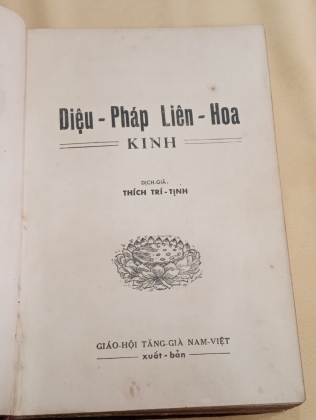 Diệu - Pháp Liên - Hoa
KINH
DỊCH-GIẢ:
THÍCH TRÍ-TỊNH
GIÁO-HỘI TĂNG-GIÀ NAM-VIỆT
xuất-bản